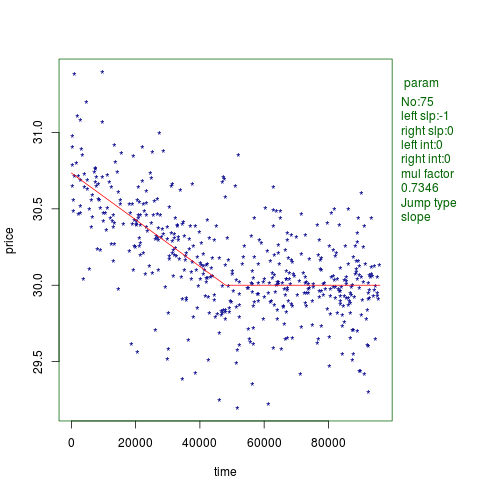 param
No:75
left slp:-1
right slp:0
left int:0
right int:0
mul factor
0.7346
Jump type
slope
31.0
30.5
30.0
29.5
price
0
20000
40000
60000
80000
time